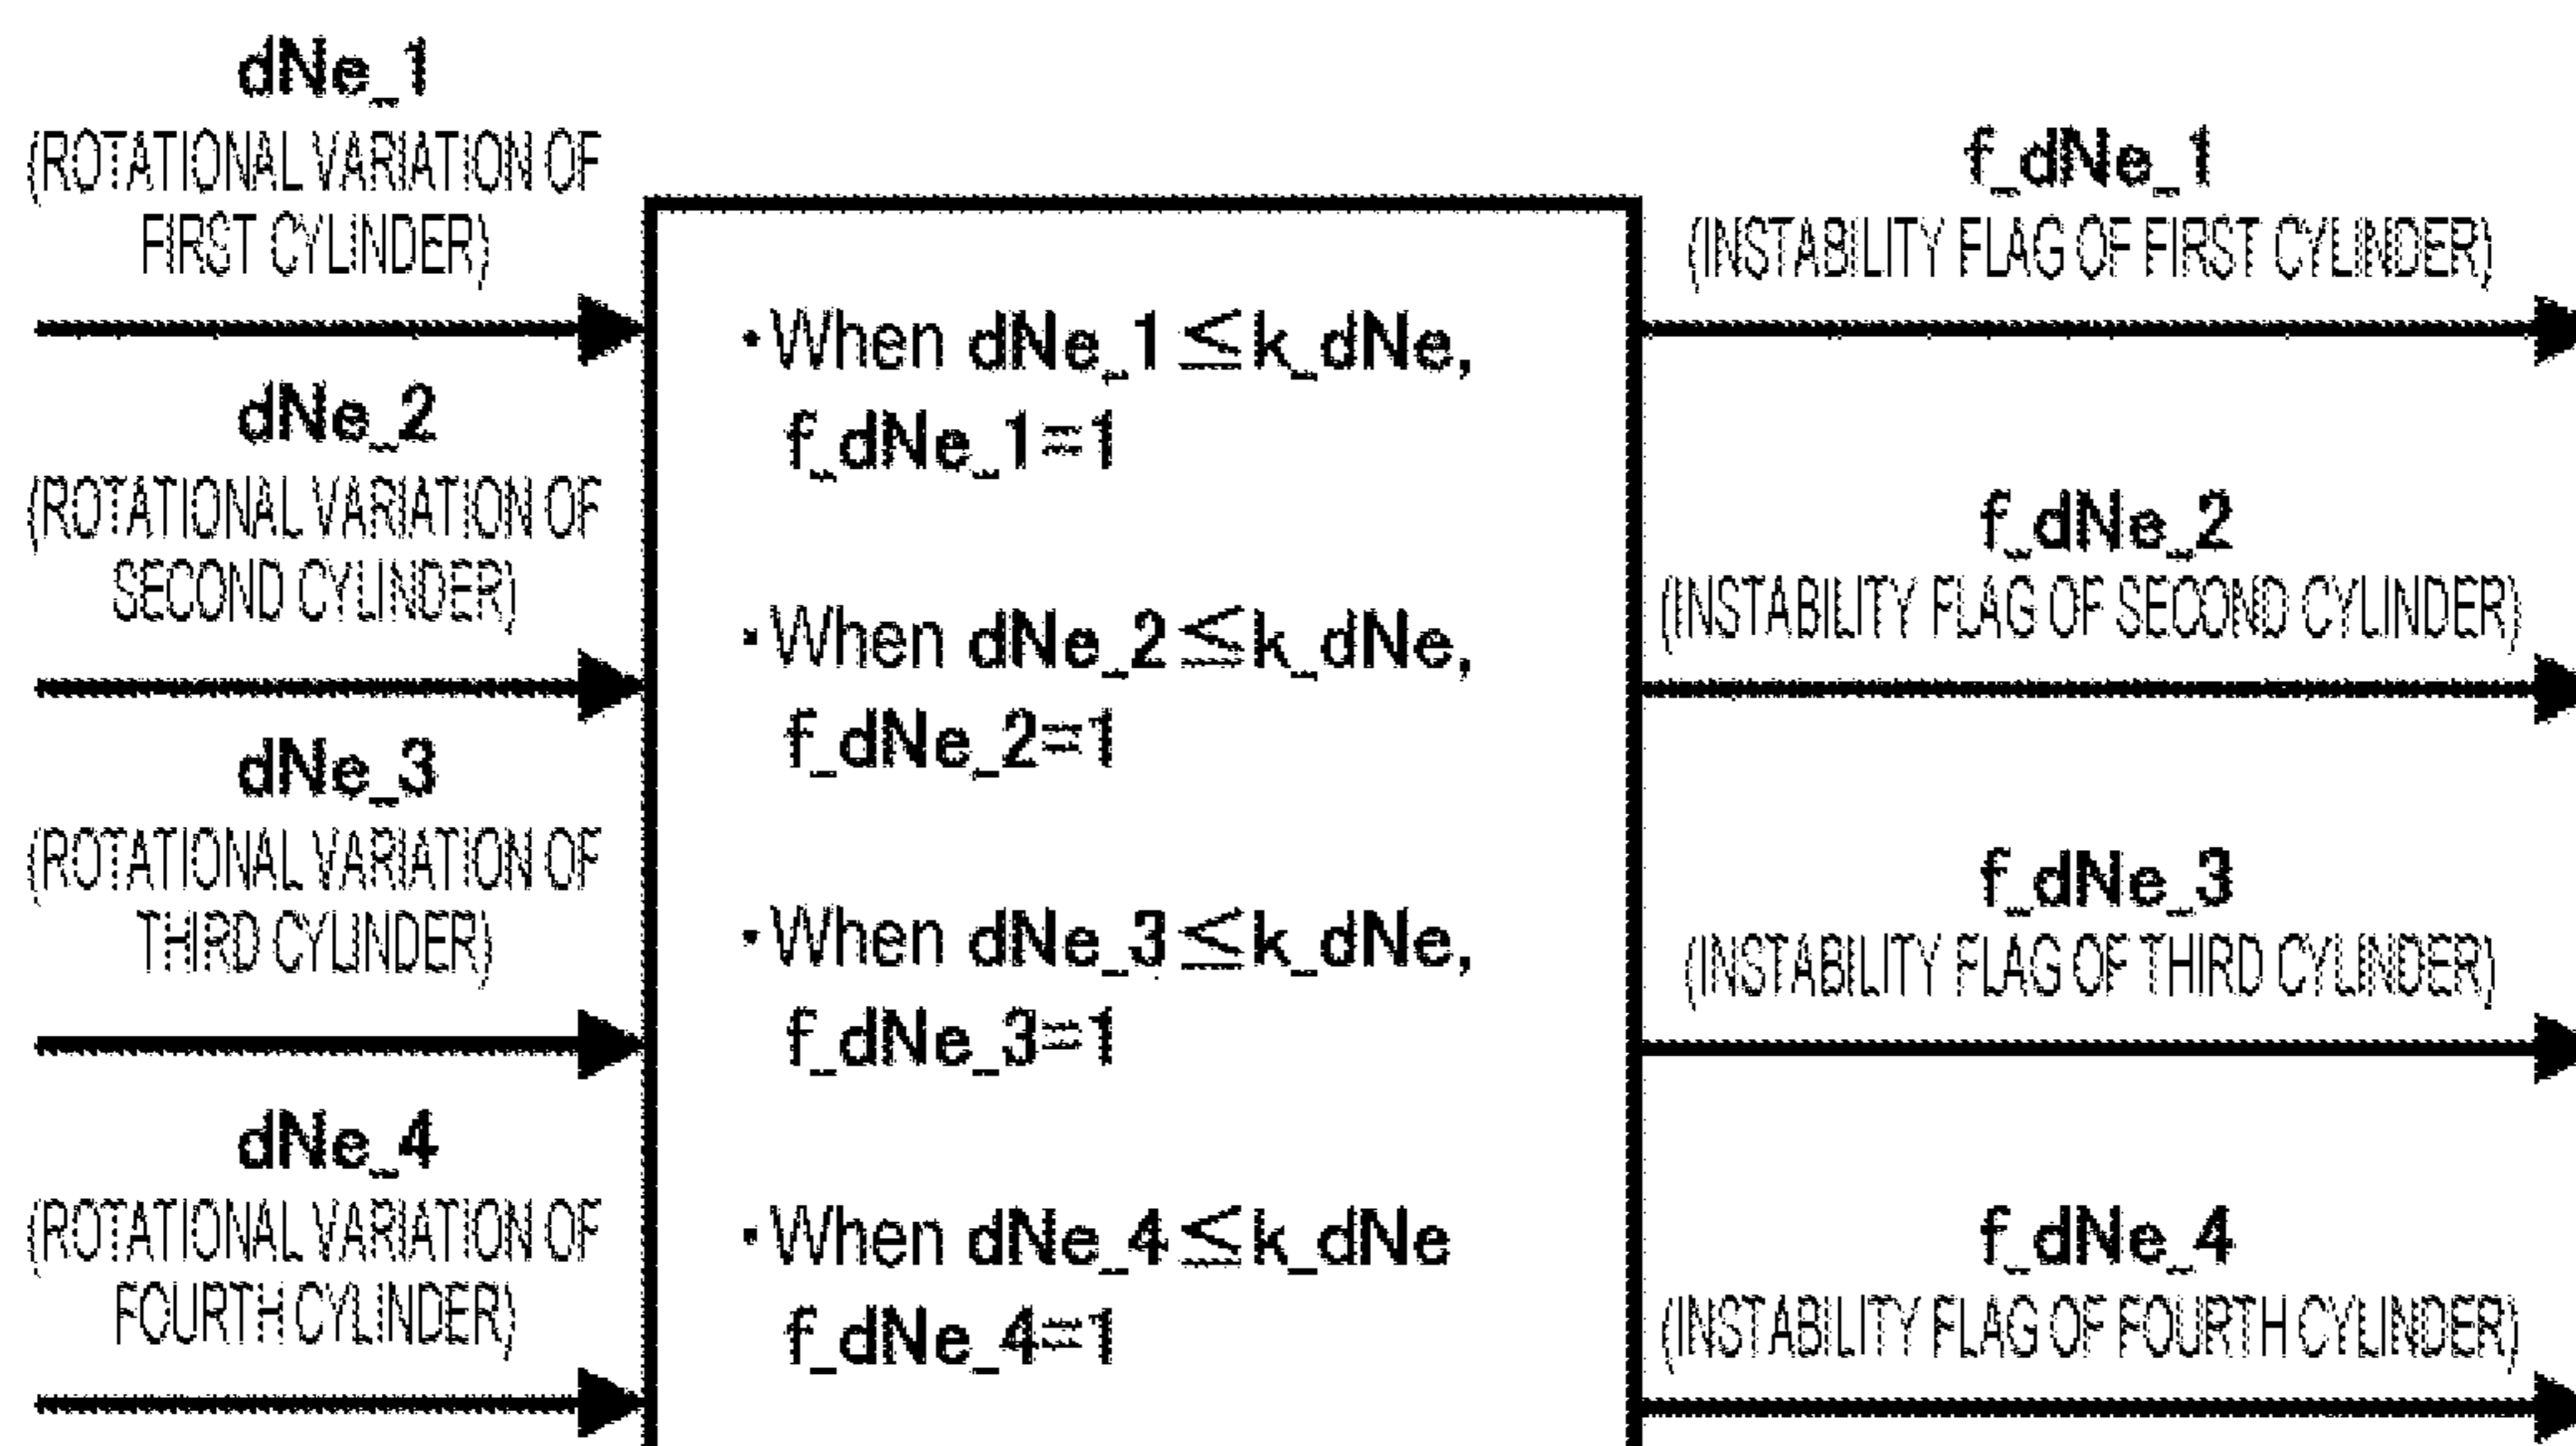 dNe_1
(ROTATIONAL VARIATION OF
FIRST CYLINDER)
dNe_2
(ROTATIONAL VARIATION OF
SECOND CYLINDER)
dNe_3
(ROTATIONAL VARIATION OF
THIRD CYLINDER)
dNe_4
(ROTATIONAL VARIATION OF
FOURTH CYLINDER)
・When dNe_1≦k_dNe,
f_dNe_1=1
・When dNe_2≦k_dNe,
f_dNe_2=1
・When dNe_3≦k_dNe,
f_dNe_3=1
・When dNe_4≦k_dNe
f_dNe_4=1
f_dNe_1
(INSTABILITY FLAG OF FIRST CYLINDER)
f_dNe_2
(INSTABILITY FLAG OF SECOND CYLINDER)
f_dNe_3
(INSTABILITY FLAG OF THIRD CYLINDER)
f_dNe_4
(INSTABILITY FLAG OF FOURTH CYLINDER)